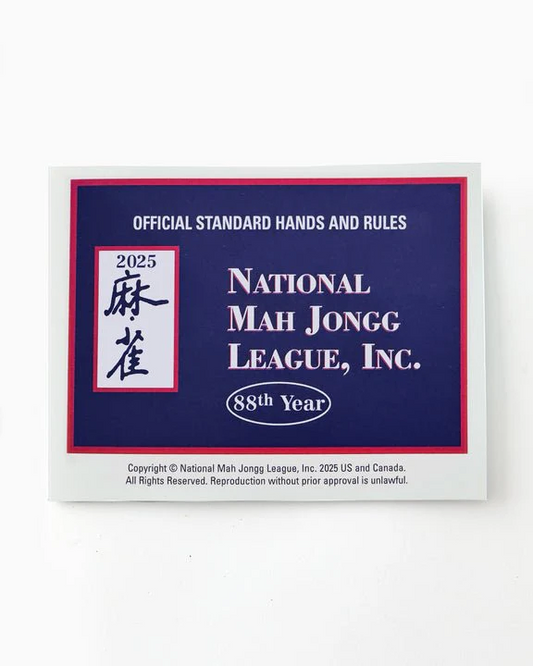 OFFICIAL STANDARD HANDS AND RULES
2025
麻
雀
NATIONAL
MAH JONGG
LEAGUE, INC.
88th Year
Copyright © National Mah Jongg League, Inc. 2025 US and Canada.
All Rights Reserved. Reproduction without prior approval is unlawful.